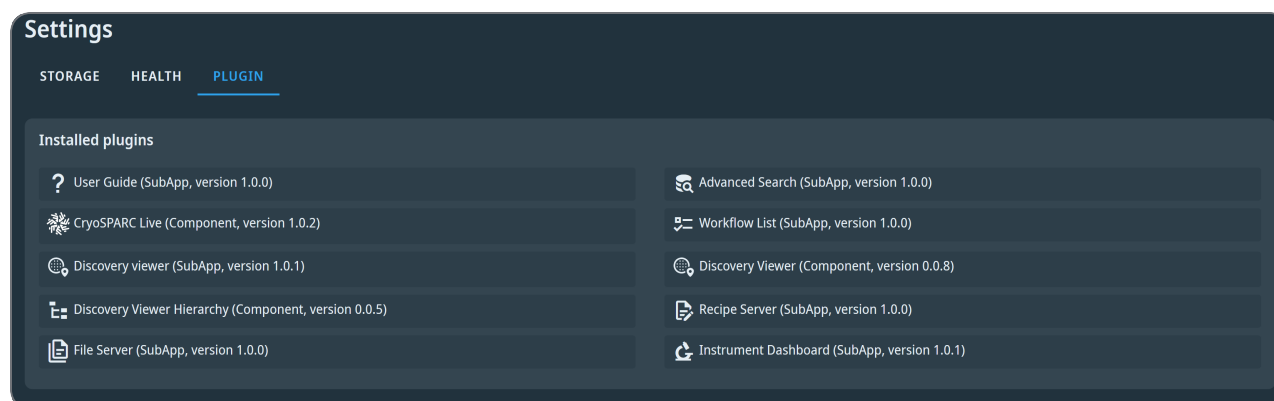 Settings
STORAGE HEALTH PLUGIN
Installed plugins
User Guide (SubApp, version 1.0.0)
Advanced Search (SubApp, version 1.0.0)
CryoSPARC Live (Component, version 1.0.2)
Workflow List (SubApp, version 1.0.0)
Discovery viewer (SubApp, version 1.0.1)
Discovery Viewer (Component, version 0.0.8)
Discovery Viewer Hierarchy (Component, version 0.0.5)
Recipe Server (SubApp, version 1.0.0)
File Server (SubApp, version 1.0.0)
Instrument Dashboard (SubApp, version 1.0.1)